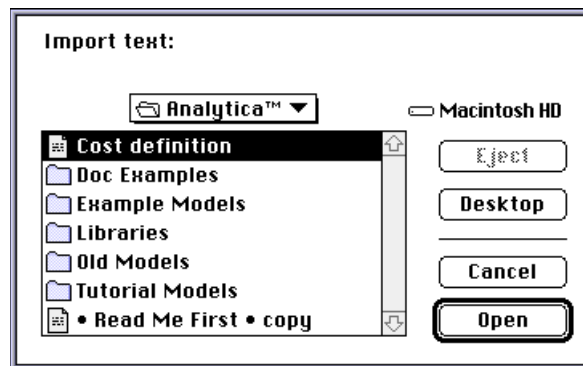 Import text:
Analytica™
Macintosh HD
Cost definition
Doc Examples
Example Models
Libraries
Old Models
Tutorial Models
• Read Me First • copy
Eject
Desktop
Cancel
Open